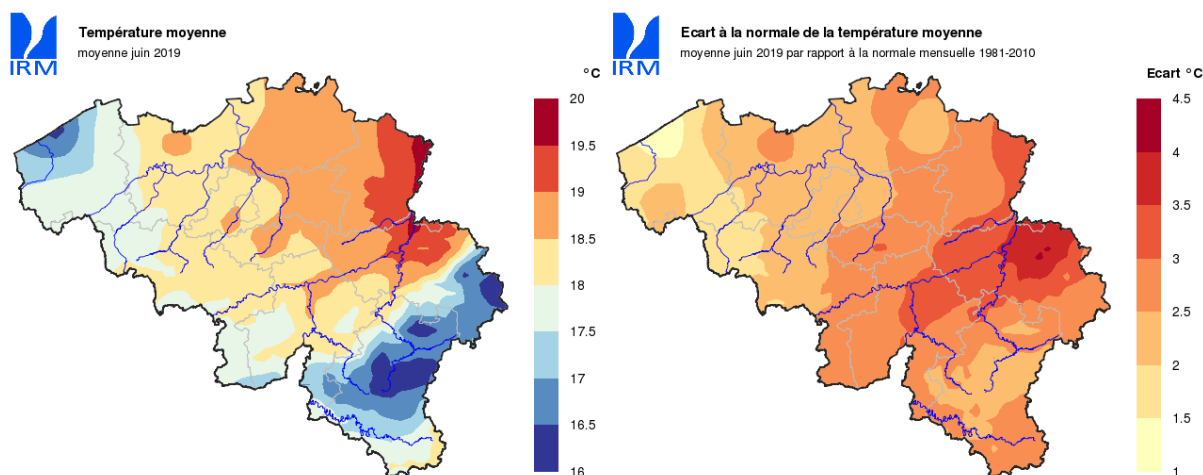 IRM
Température moyenne
moyenne juin 2019
°C
20
19.5
19
18.5
18
17.5
17
16.5
16
IRM
Ecart à la normale de la température moyenne
moyenne juin 2019 par rapport à la normale mensuelle 1981-2010
Ecart °C
4.5
4
3.5
3
2.5
2
1.5
1